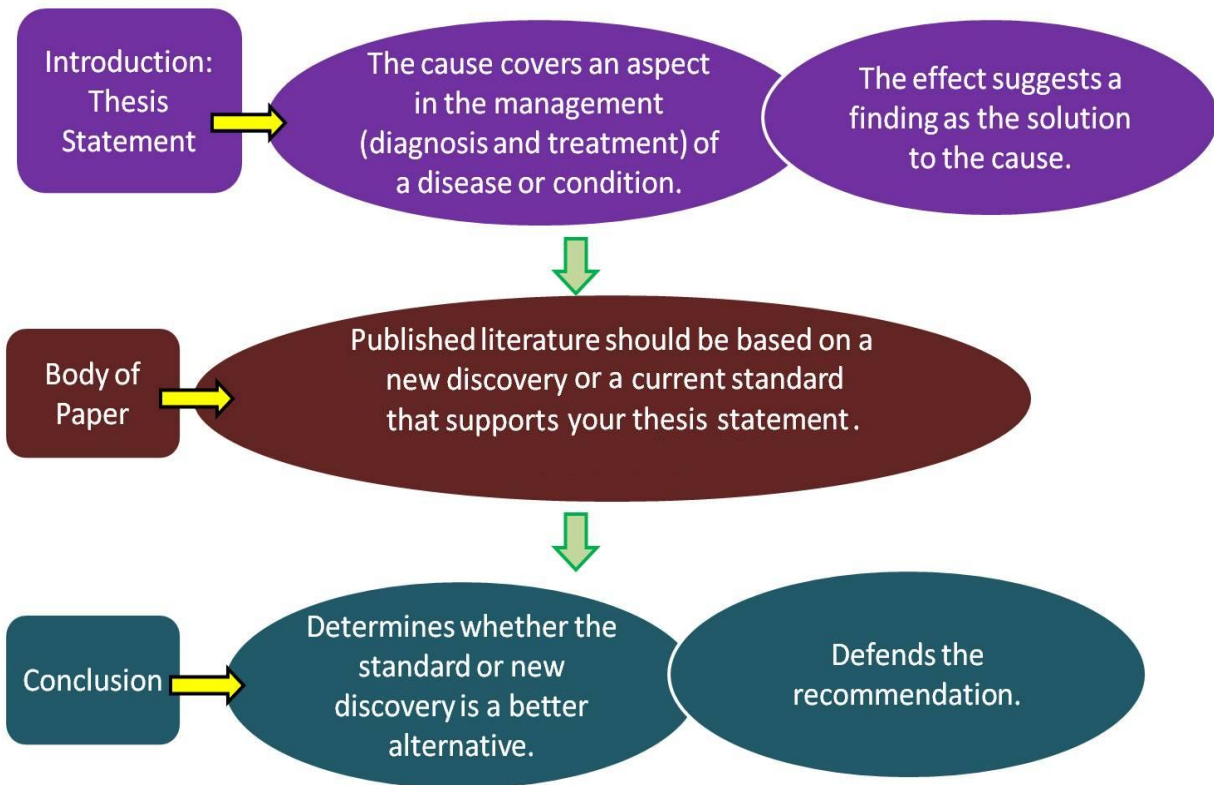 Introduction:
Thesis
Statement
The cause covers an aspect
in the management
(diagnosis and treatment) of
a disease or condition.
The effect suggests a
finding as the solution
to the cause.
Body of
Paper
Published literature should be based on a
new discovery or a current standard
that supports your thesis statement.
Conclusion
Determines whether the
standard or new
discovery is a better
alternative.
Defends the
recommendation.